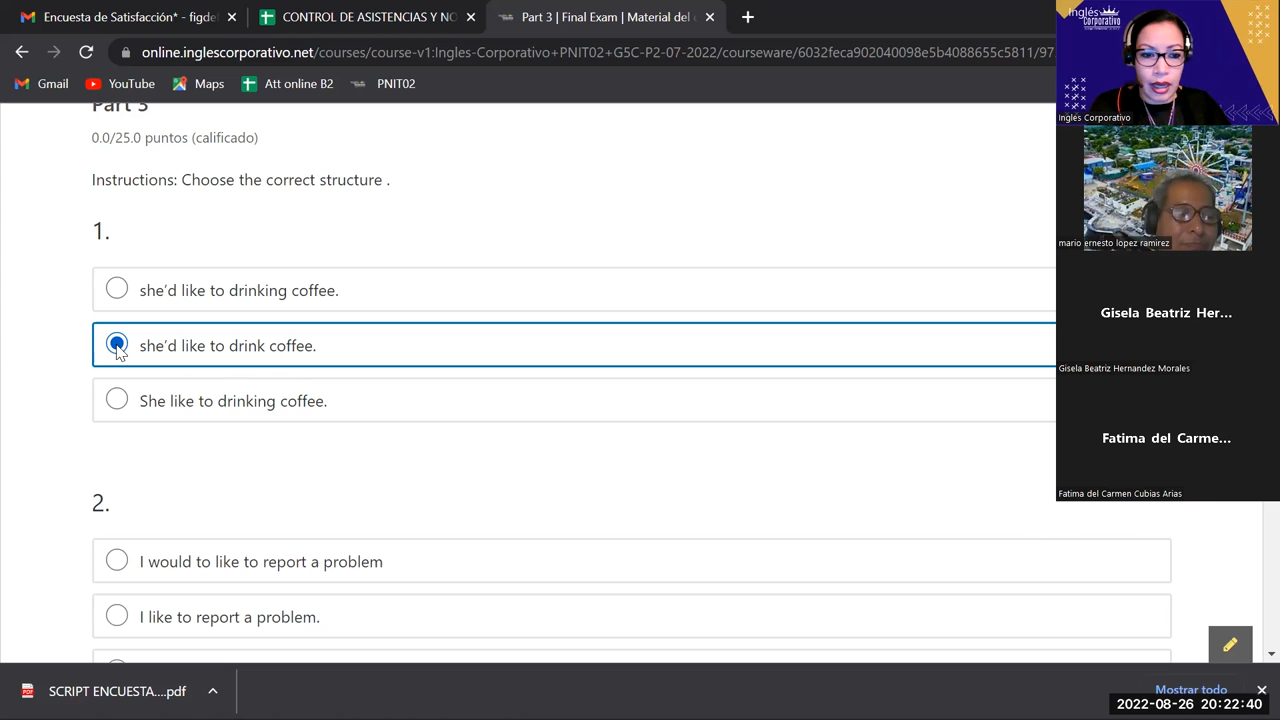 Encuesta de Satisfacción* - figdef
CONTROL DE ASISTENCIAS Y NO
Part 3 | Final Exam | Material del c
online.inglescorporativo.net/courses/course-v1:Ingles-corporativo+PNIT02+G5C-P2-07-2022/courseware/6032feca902040098e5b4088655c5811/97
Gmail
YouTube
Maps
Att online B2
PNIT02
Part 3
0.0/25.0 puntos (calificado)
Instructions: Choose the correct structure .
1.
she'd like to drinking coffee.
she'd like to drink coffee.
She like to drinking coffee.
2.
I would to like to report a problem
I like to report a problem.
Inglés
Corporativo
Inglés Corporativo
mario ernesto lopez ramirez
Gisela Beatriz Her...
Gisela Beatriz Hernandez Morales
Fatima del Carme...
Fatima del Carmen Cubias Arias
SCRIPT ENCUESTA....pdf
Mostrar todo
2022-08-26 20:22:40